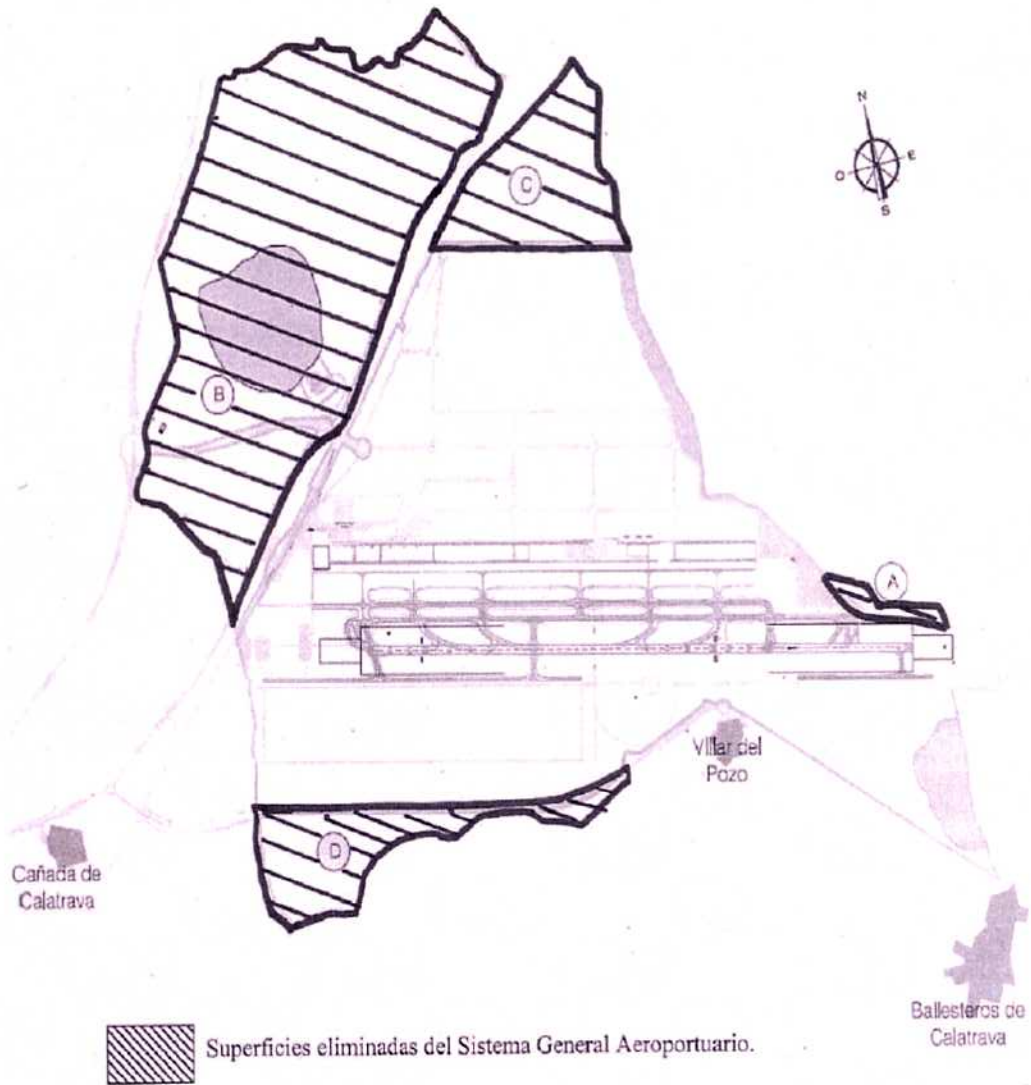 N
O
E
S
C
B
A
Villar del
Pozo
D
Cañada de
Calatrava
Ballesteros de
Calatrava
Superficies eliminadas del Sistema General Aeroportuario.